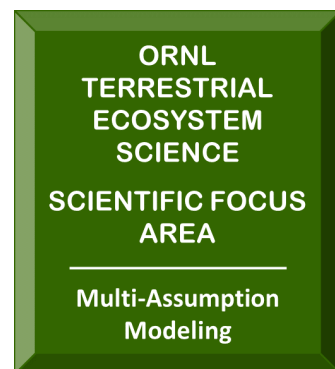 ORNL
TERRESTRIAL
ECOSYSTEM
SCIENCE
SCIENTIFIC FOCUS
AREA
Multi-Assumption
Modeling